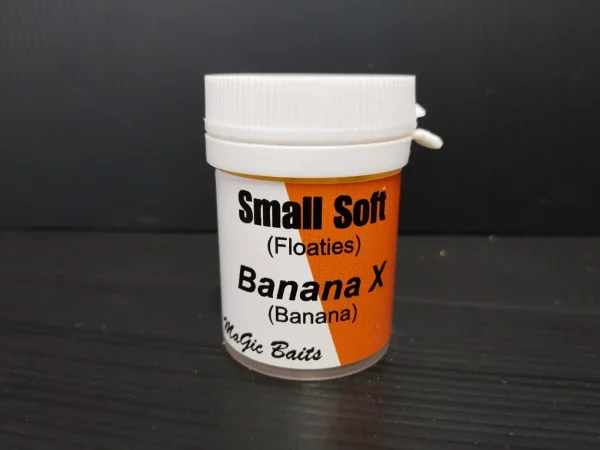 Small Soft
(Floaties)
Banana X
(Banana)
MaGic Baits